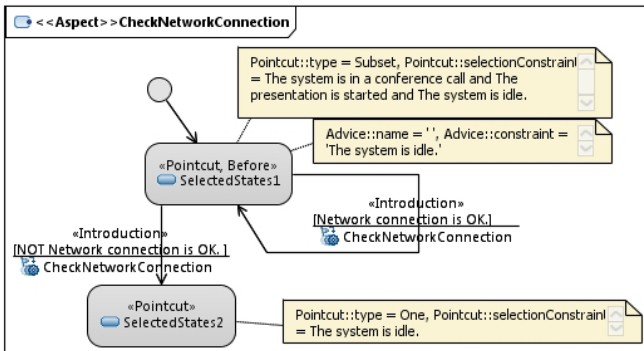 <<Aspect>>CheckNetworkConnection
Pointcut::type = Subset, Pointcut::selectionConstraint
= The system is in a conference call and The
presentation is started and The system is idle.
Advice::name = ' ', Advice::constraint =
'The system is idle.'
«Pointcut, Before»
SelectedStates1
«Introduction»
[Network connection is OK.]
CheckNetworkConnection
«Introduction»
[NOT Network connection is OK. ]
CheckNetworkConnection
«Pointcut»
SelectedStates2
Pointcut::type = One, Pointcut::selectionConstraint
= The system is idle.